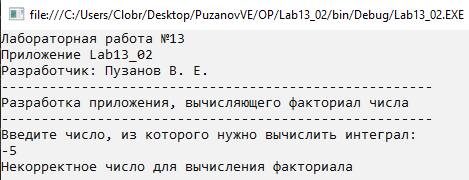 file:///C:/Users/Clobr/Desktop/PuzanovVE/OP/Lab13_02/bin/Debug/Lab13_02.EXE
Лабораторная работа №13
Приложение Lab13_02
Разработчик: Пузанов В. Е.
------------------------------------------------------
Разработка приложения, вычисляющего факториал числа
------------------------------------------------------
Введите число, из которого нужно вычислить интеграл:
-5
Некорректное число для вычисления факториала